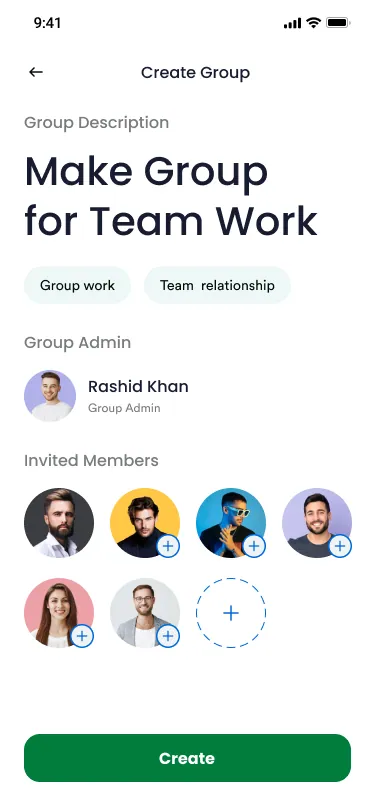 9:41
Create Group
Group Description
Make Group
for Team Work
Group work
Team  relationship
Group Admin
Rashid Khan
Group Admin
Invited Members
Create